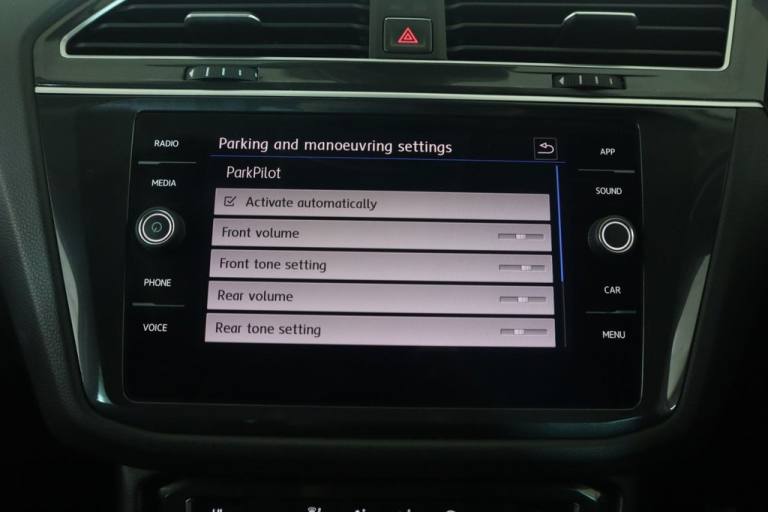 RADIO
MEDIA
PHONE
VOICE
Parking and manoeuvring settings
ParkPilot
Activate automatically
Front volume
Front tone setting
Rear volume
Rear tone setting
APP
SOUND
CAR
MENU